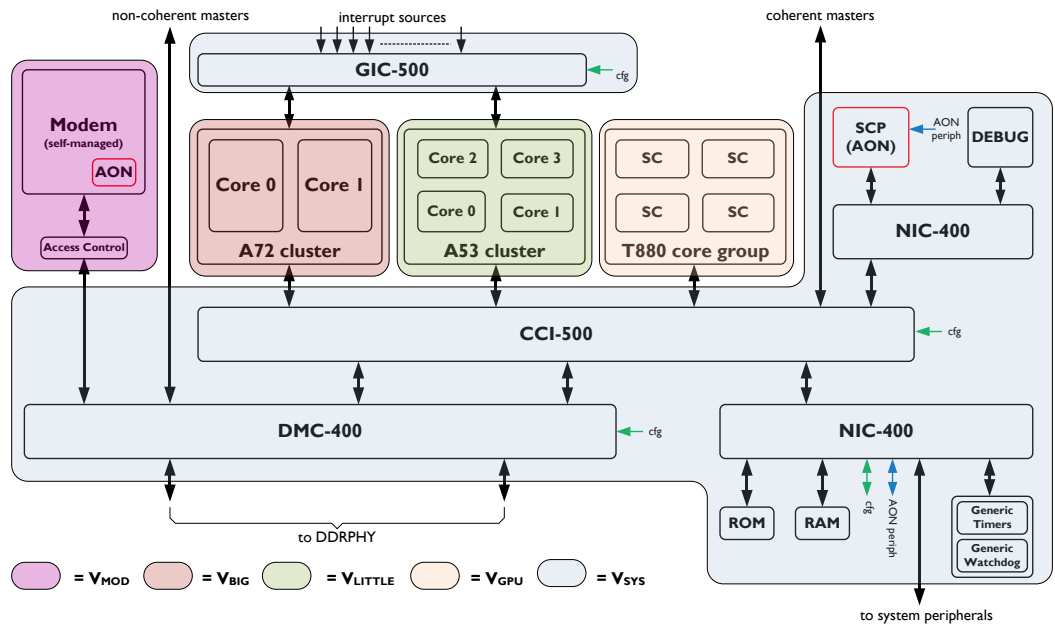 non-coherent masters
interrupt sources
coherent masters
GIC-500
cfg
Modem
(self-managed)
AON
Access Control
Core 0
Core 1
A72 cluster
Core 2
Core 3
Core 0
Core 1
A53 cluster
SC
SC
SC
SC
T880 core group
SCP
(AON)
AON
periph
DEBUG
NIC-400
CCI-500
cfg
DMC-400
cfg
NIC-400
ROM
RAM
cfg
AON periph
Generic
Timers
Generic
Watchdog
to DDRPHY
= VMOD
= VBIG
= VLITTLE
= VGPU
= VSYS
to system peripherals